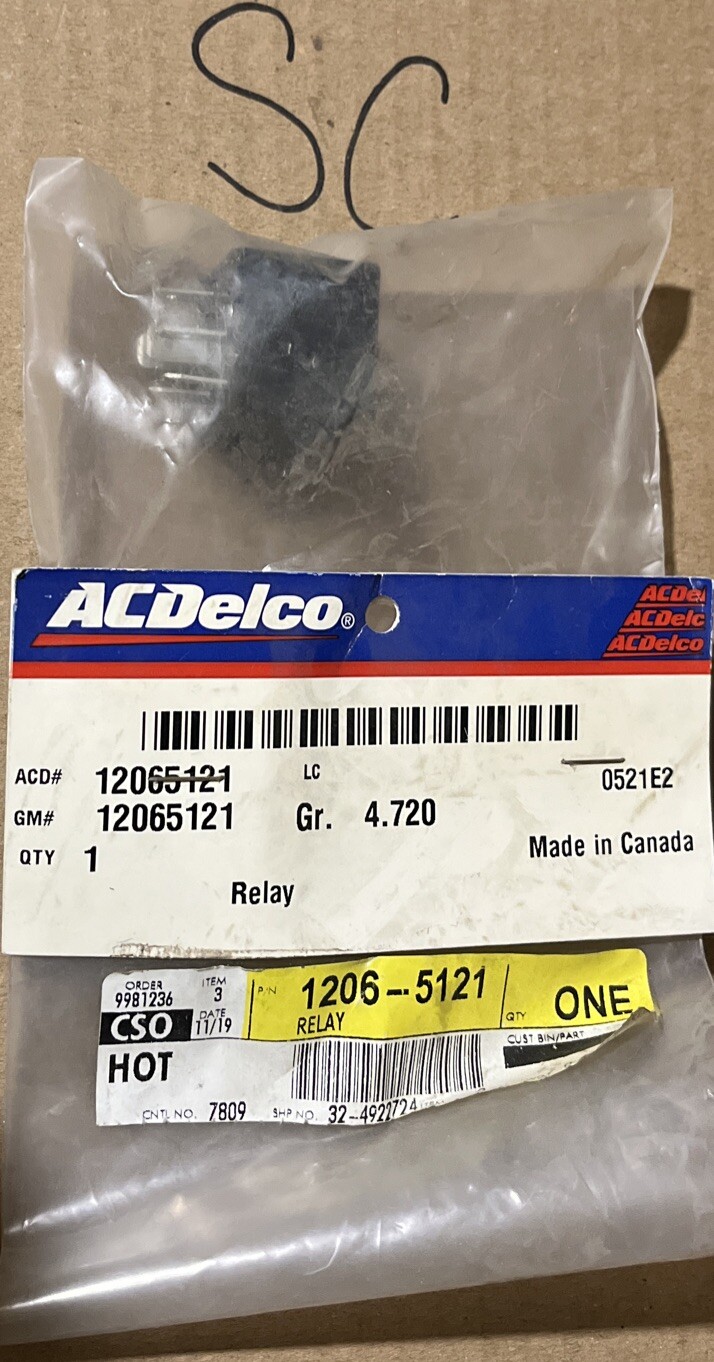 SC
ACDelco®
ACDel
ACDelc
ACDelco
ACD# 12065121 LC 0521E2
GM# 12065121 Gr. 4.720
QTY 1 Made in Canada
Relay
ORDER 9981236 ITEM 3 P/N 1206-5121 QTY ONE
CSO DATE 11/19 RELAY
HOT CUST BIN/PART
CNTL NO. 7809 SHP NO. 32-4922724